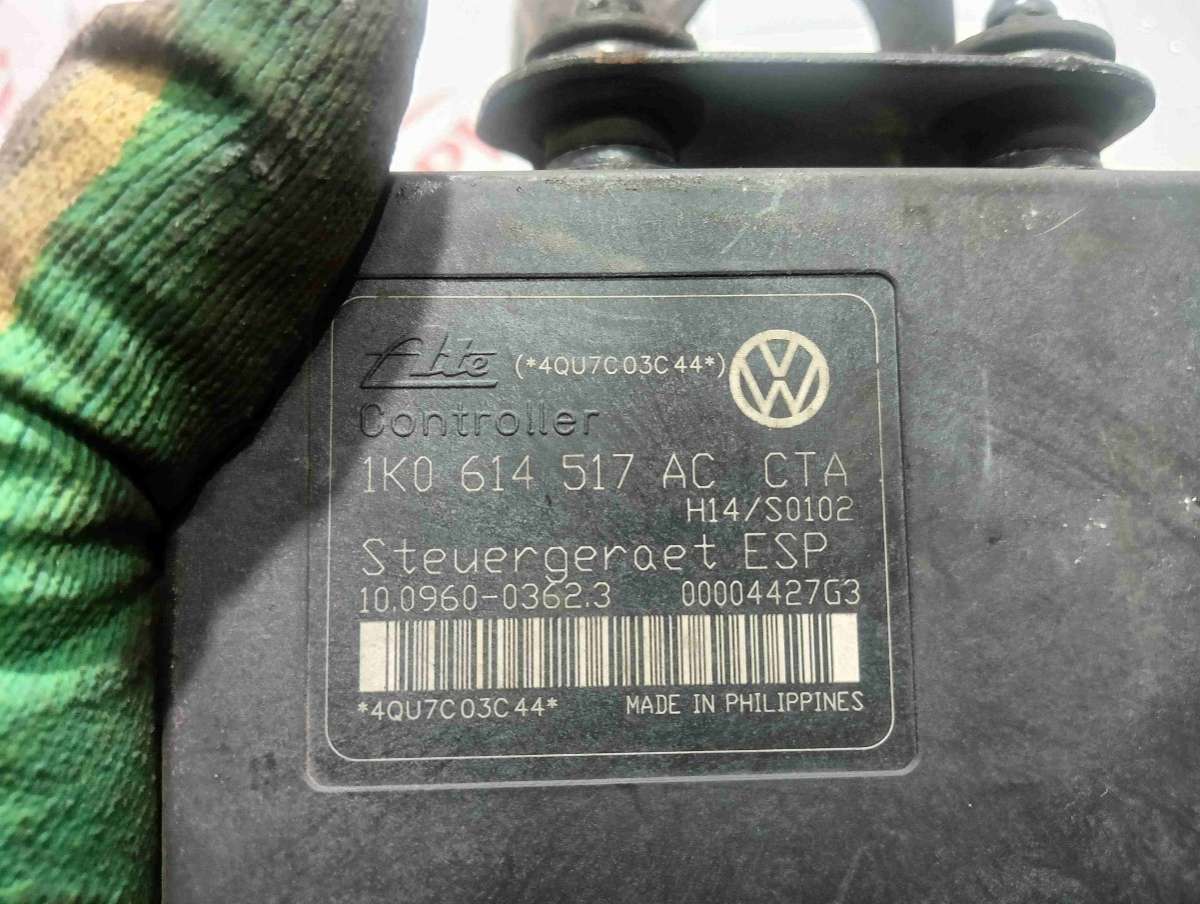 Ate (*4QU7C03C44*)
Controller
1K0 614 517 AC CTA
H14/S0102
Steuergeraet ESP
10.0960-0362.3 00004427G3
*4QU7C03C44* MADE IN PHILIPPINES